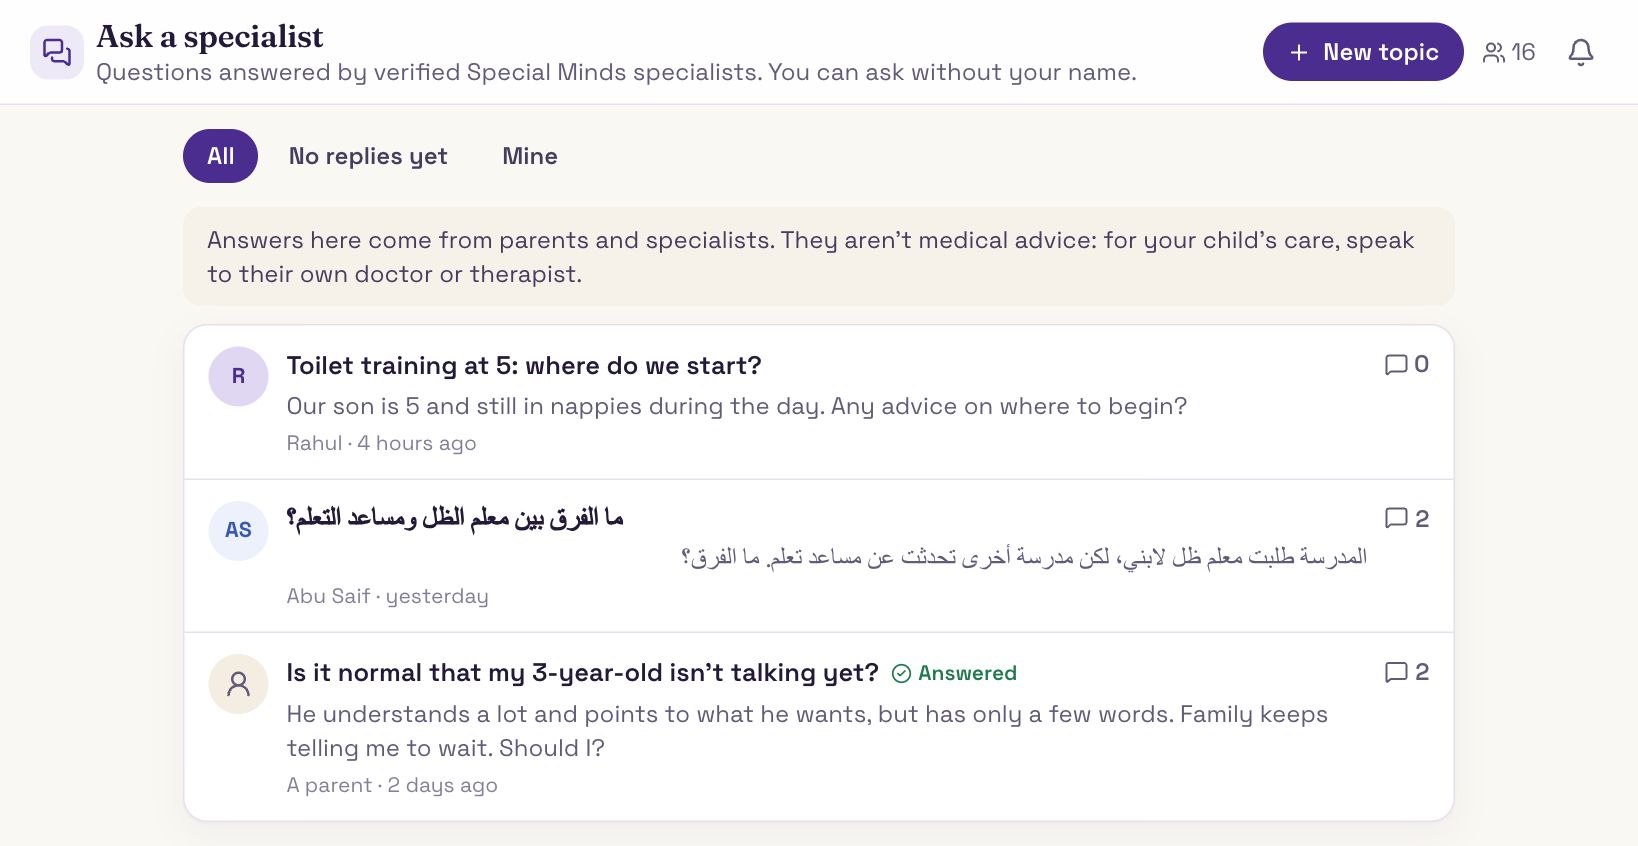 Ask a specialist
Questions answered by verified Special Minds specialists. You can ask without your name.
+ New topic
16
All
No replies yet
Mine
Answers here come from parents and specialists. They aren’t medical advice: for your child’s care, speak
to their own doctor or therapist.
R
Toilet training at 5: where do we start?
0
Our son is 5 and still in nappies during the day. Any advice on where to begin?
Rahul · 4 hours ago
AS
ما الفرق بين معلم الظل ومساعد التعلم؟
2
المدرسة طلبت معلم ظل لابني، لكن مدرسة أخرى تحدثت عن مساعد تعلم. ما الفرق؟
Abu Saif · yesterday
Is it normal that my 3-year-old isn’t talking yet?
Answered
2
He understands a lot and points to what he wants, but has only a few words. Family keeps
telling me to wait. Should I?
A parent · 2 days ago